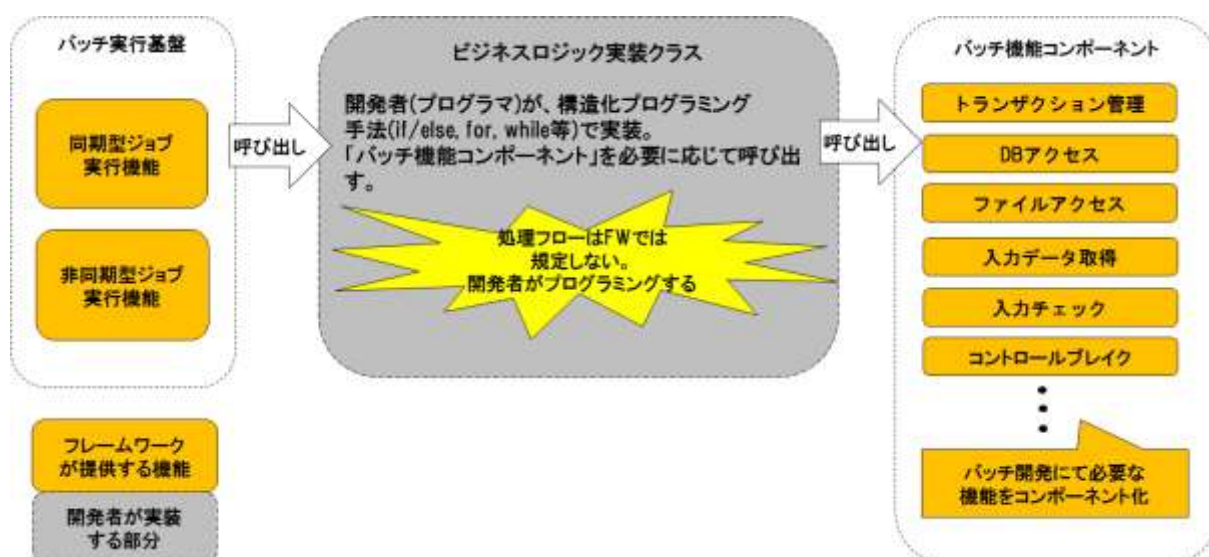 バッチ実行基盤
同期型ジョブ
実行機能
非同期型ジョブ
実行機能
フレームワーク
が提供する機能
開発者が実装
する部分
呼び出し
ビジネスロジック実装クラス
開発者(プログラマ)が、構造化プログラミング
手法(if/else, for, while等)で実装。
「バッチ機能コンポーネント」を必要に応じて呼び出
す。
処理フローはFWでは
規定しない。
開発者がプログラミングする
呼び出し
バッチ機能コンポーネント
トランザクション管理
DBアクセス
ファイルアクセス
入力データ取得
入力チェック
コントロールブレイク
バッチ開発にて必要な
機能をコンポーネント化